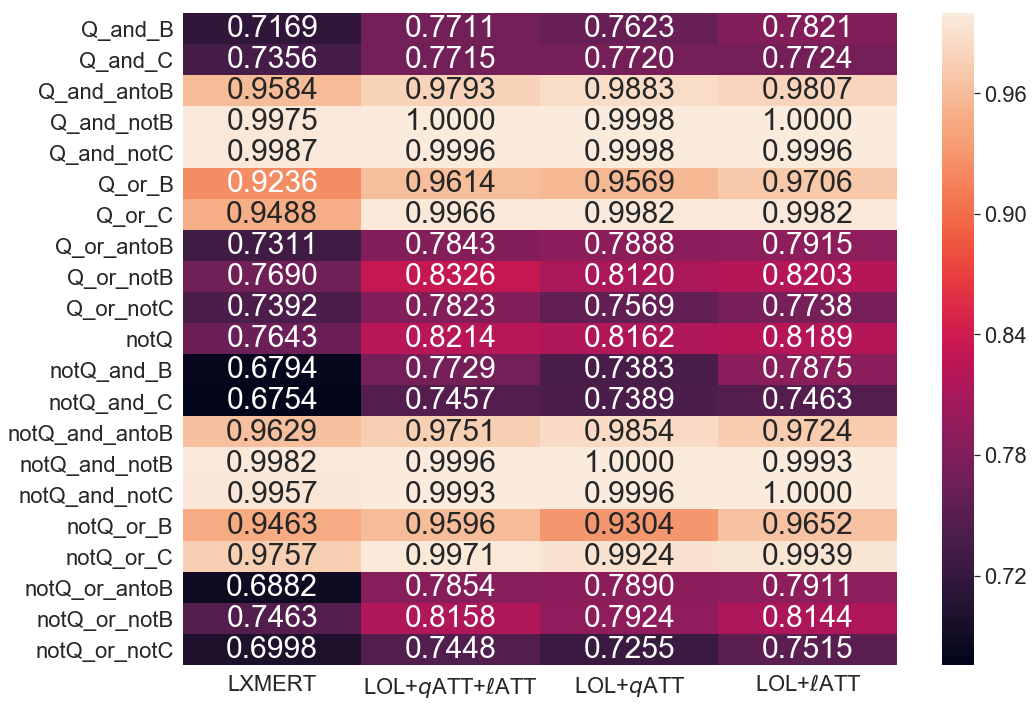 Q_and_B 0.7169 0.7711 0.7623 0.7821
Q_and_C 0.7356 0.7715 0.7720 0.7724
Q_and_antoB 0.9584 0.9793 0.9883 0.9807
Q_and_notB 0.9975 1.0000 0.9998 1.0000
Q_and_notC 0.9987 0.9996 0.9998 0.9996
Q_or_B 0.9236 0.9614 0.9569 0.9706
Q_or_C 0.9488 0.9966 0.9982 0.9982
Q_or_antoB 0.7311 0.7843 0.7888 0.7915
Q_or_notB 0.7690 0.8326 0.8120 0.8203
Q_or_notC 0.7392 0.7823 0.7569 0.7738
notQ 0.7643 0.8214 0.8162 0.8189
notQ_and_B 0.6794 0.7729 0.7383 0.7875
notQ_and_C 0.6754 0.7457 0.7389 0.7463
notQ_and_antoB 0.9629 0.9751 0.9854 0.9724
notQ_and_notB 0.9982 0.9996 1.0000 0.9993
notQ_and_notC 0.9957 0.9993 0.9996 1.0000
notQ_or_B 0.9463 0.9596 0.9304 0.9652
notQ_or_C 0.9757 0.9971 0.9924 0.9939
notQ_or_antoB 0.6882 0.7854 0.7890 0.7911
notQ_or_notB 0.7463 0.8158 0.7924 0.8144
notQ_or_notC 0.6998 0.7448 0.7255 0.7515
LXMERT LOL+qATT+ℓATT LOL+qATT LOL+ℓATT
0.96
0.90
0.84
0.78
0.72